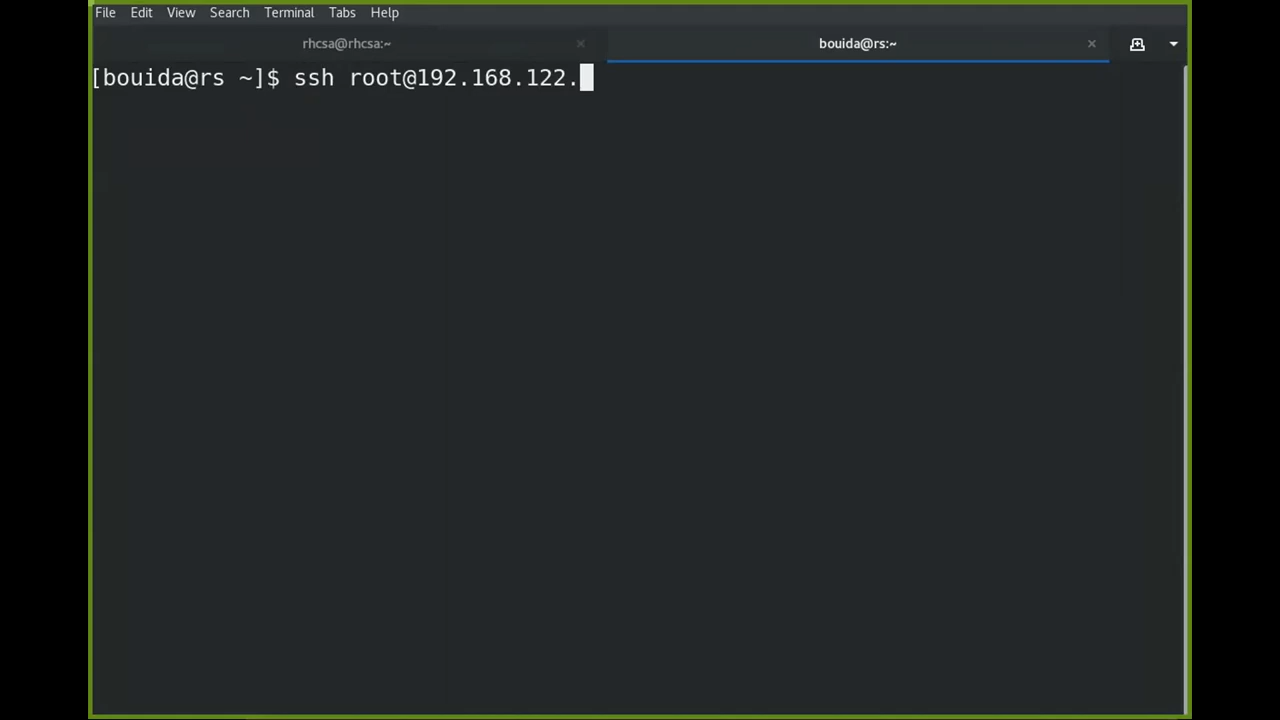 File Edit View Search Terminal Tabs Help
rhcsa@rhcsa:~ × bouida@rs:~ ×
[bouida@rs ~]$ ssh root@192.168.122.